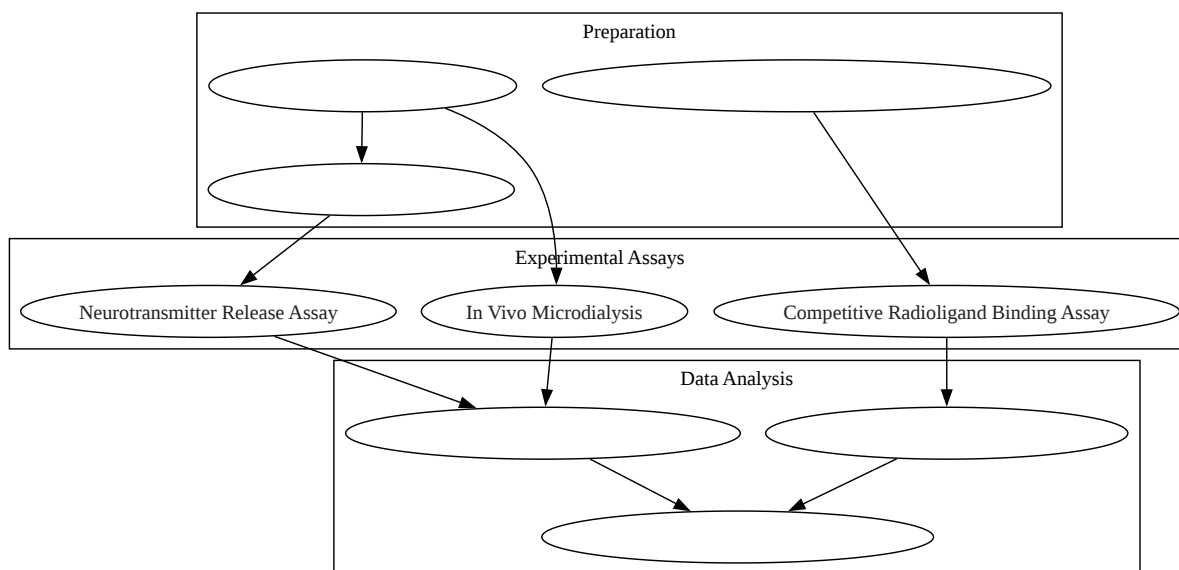 Preparation
Experimental Assays
Neurotransmitter Release Assay
In Vivo Microdialysis
Competitive Radioligand Binding Assay
Data Analysis